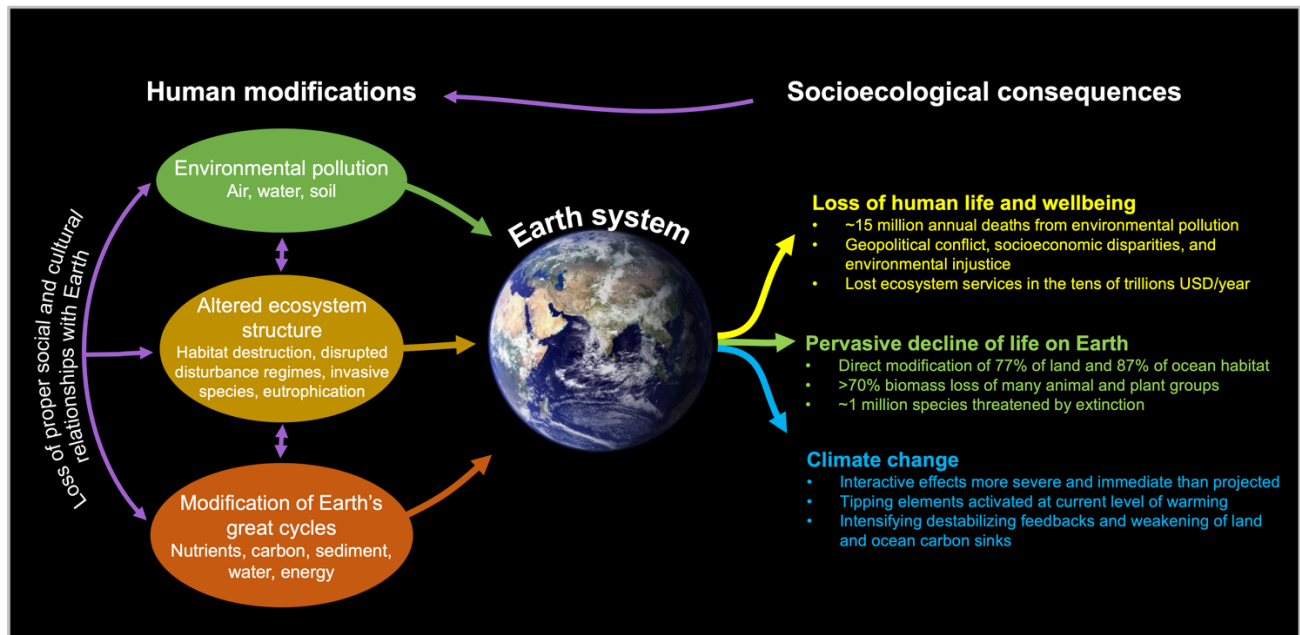 Human modifications
Socioecological consequences
Loss of proper social and cultural
relationships with Earth
Environmental pollution
Air, water, soil
Altered ecosystem
structure
Habitat destruction, disrupted
disturbance regimes, invasive
species, eutrophication
Modification of Earth's
great cycles
Nutrients, carbon, sediment,
water, energy
Earth system
Loss of human life and wellbeing
• ~15 million annual deaths from environmental pollution
• Geopolitical conflict, socioeconomic disparities, and
environmental injustice
• Lost ecosystem services in the tens of trillions USD/year
Pervasive decline of life on Earth
• Direct modification of 77% of land and 87% of ocean habitat
• >70% biomass loss of many animal and plant groups
• ~1 million species threatened by extinction
Climate change
• Interactive effects more severe and immediate than projected
• Tipping elements activated at current level of warming
• Intensifying destabilizing feedbacks and weakening of land
and ocean carbon sinks